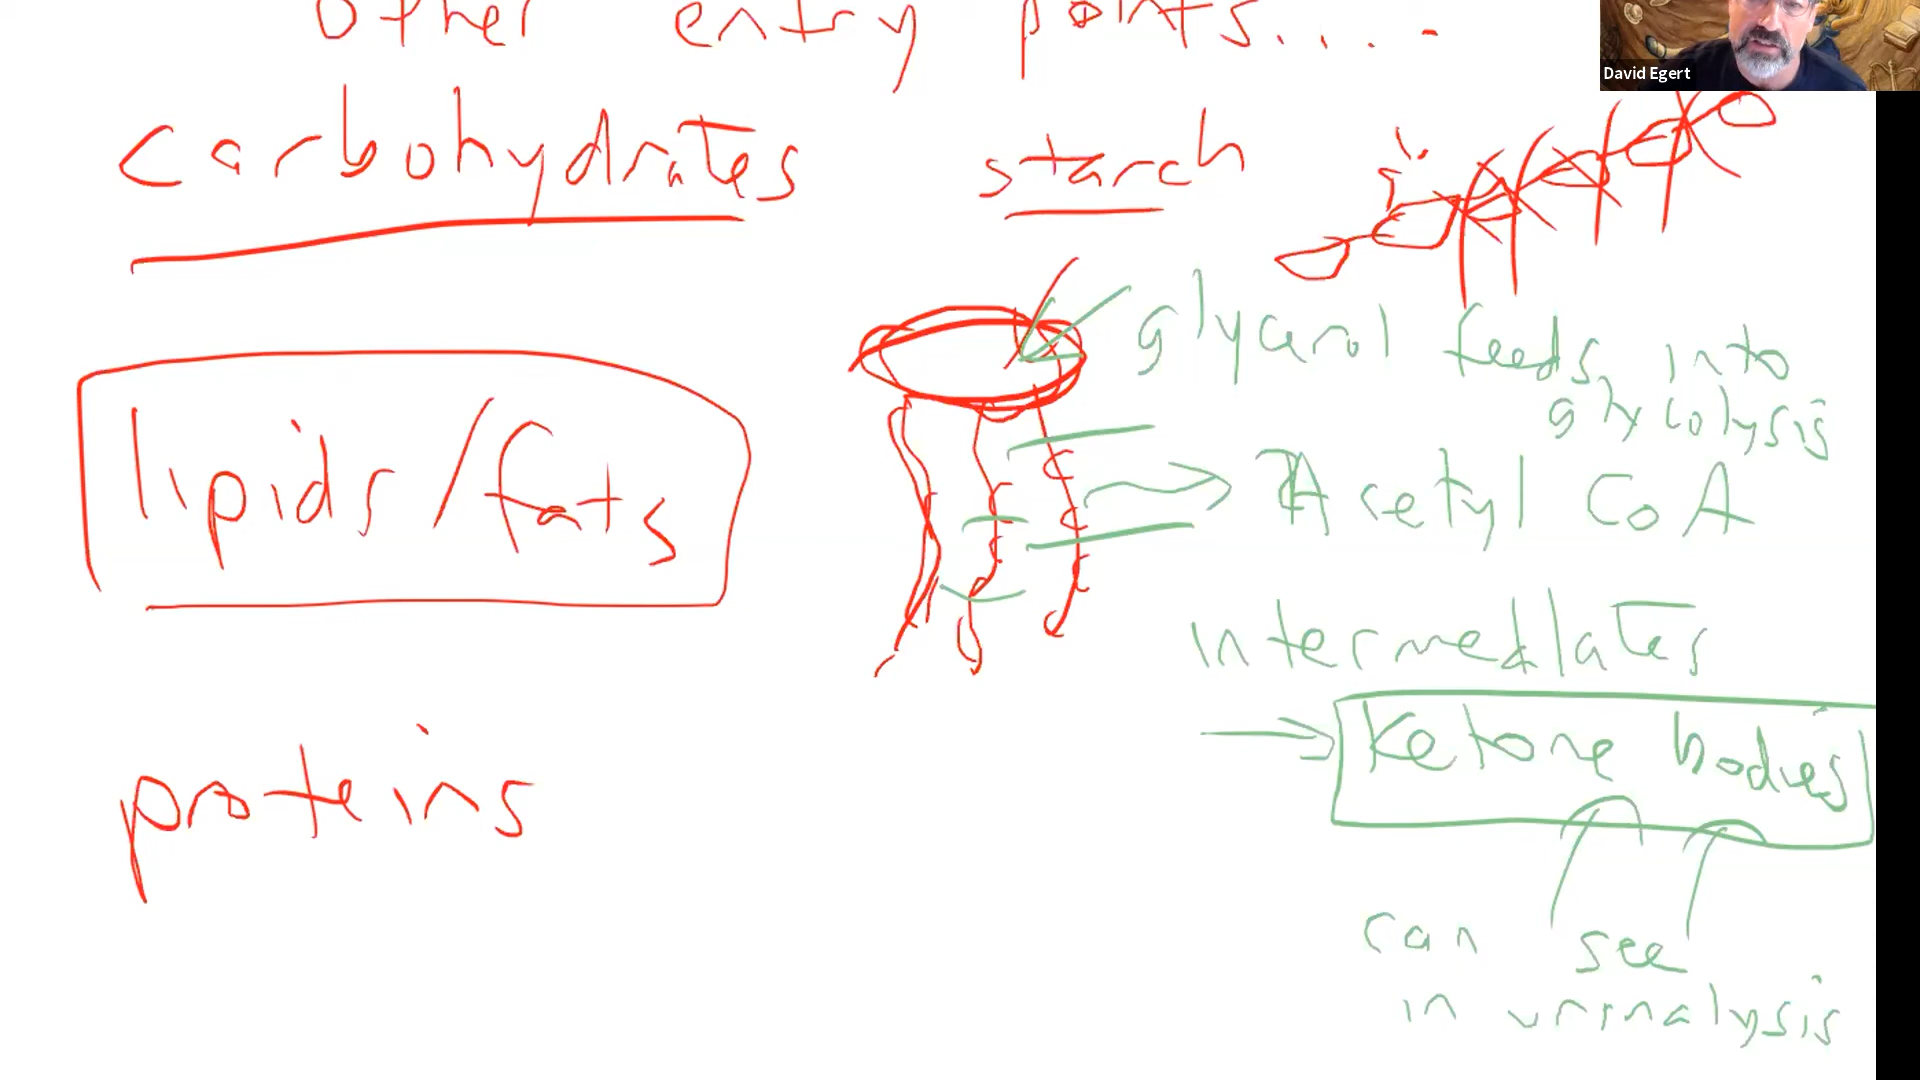 other entry points....
David Egert
carbohydrates
starch
glycerol feeds into
glycolysis
lipids/fats
Acetyl CoA
intermediates
ketone bodies
proteins
can see
in urinalysis